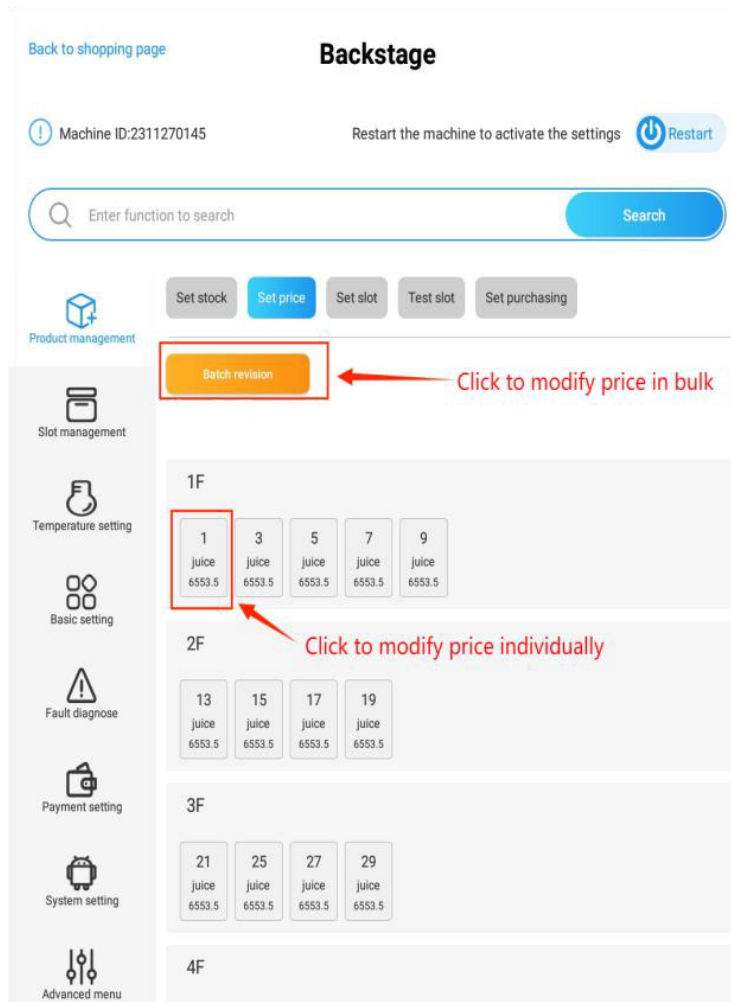 Back to shopping page
Backstage
Machine ID:2311270145
Restart the machine to activate the settings
Restart
Enter function to search
Search
Product management
Set stock
Set price
Set slot
Test slot
Set purchasing
Batch revision
Click to modify price in bulk
Slot management
Temperature setting
Basic setting
Fault diagnose
Payment setting
System setting
Advanced menu
1F
1 3 5 7 9
juice juice juice juice juice
6553.5 6553.5 6553.5 6553.5 6553.5
Click to modify price individually
2F
13 15 17 19
juice juice juice juice
6553.5 6553.5 6553.5 6553.5
3F
21 25 27 29
juice juice juice juice
6553.5 6553.5 6553.5 6553.5
4F